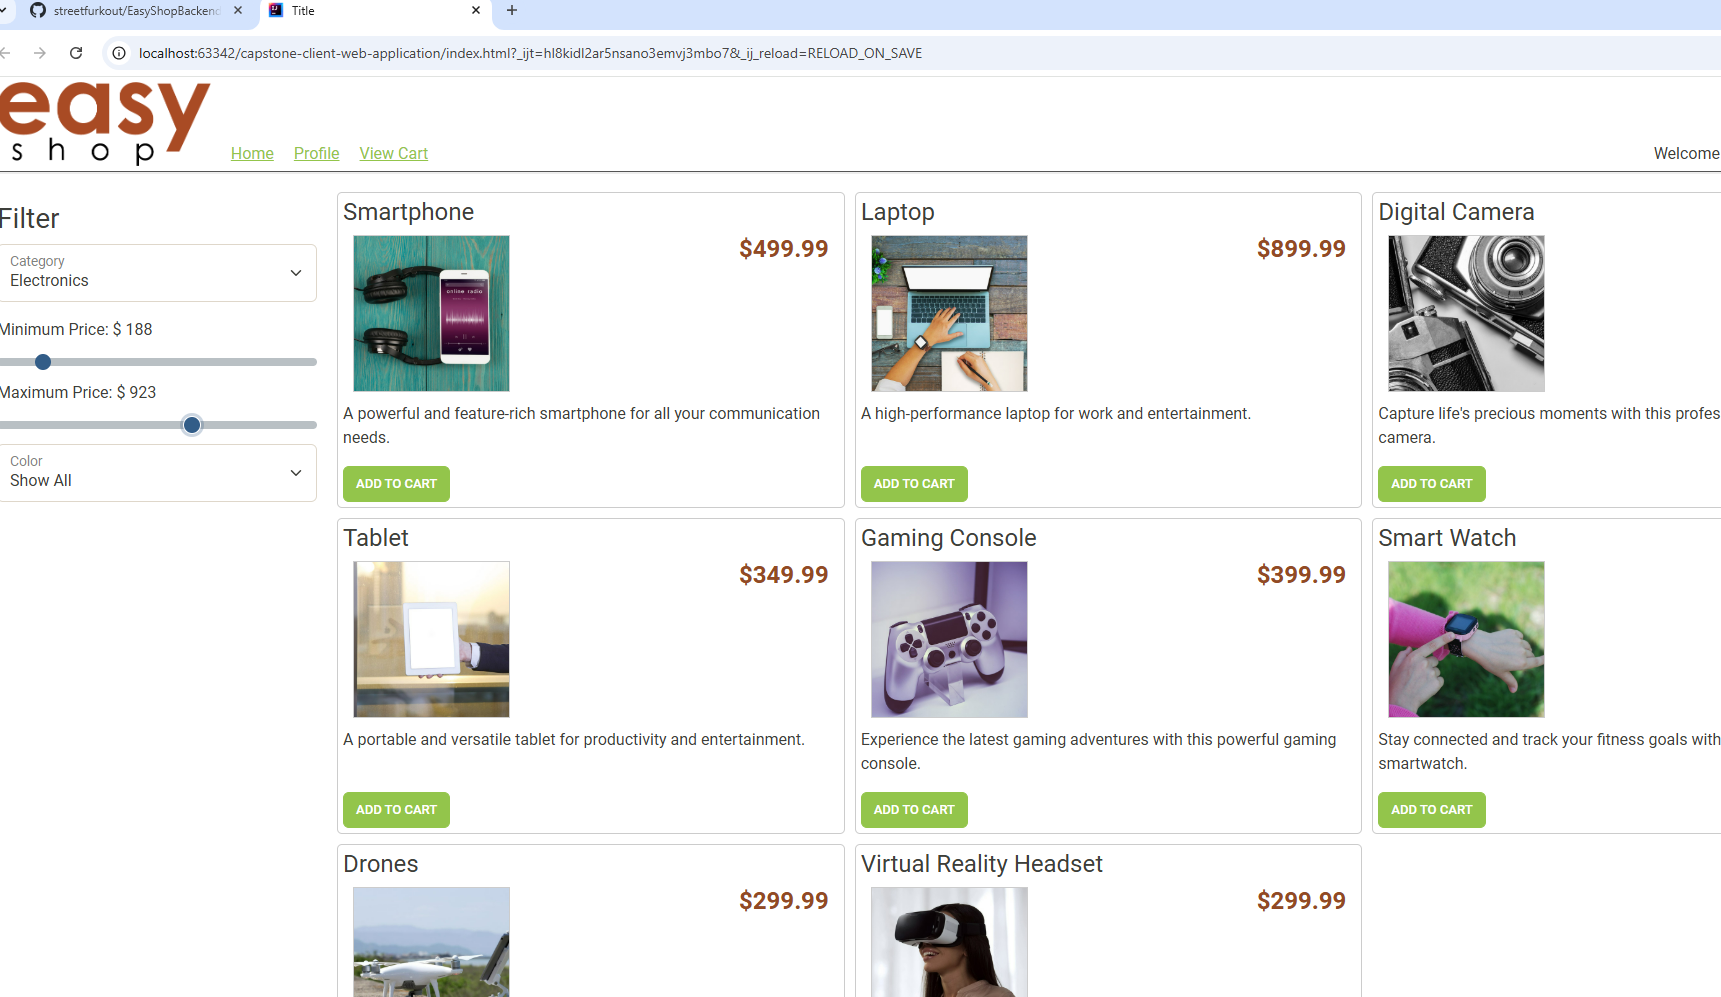 streetfurkout/EasyShopBackend
Title
localhost:63342/capstone-client-web-application/index.html?_ijt=hl8kidl2ar5nsano3emvj3mbo7&_ij_reload=RELOAD_ON_SAVE
easy
shop
Home Profile View Cart
Welcome
Filter
Category
Electronics
Minimum Price: $ 188
Maximum Price: $ 923
Color
Show All
Smartphone
$499.99
online radio
A powerful and feature-rich smartphone for all your communication
needs.
ADD TO CART
Laptop
$899.99
A high-performance laptop for work and entertainment.
ADD TO CART
Digital Camera
Capture life's precious moments with this profes
camera.
ADD TO CART
Tablet
$349.99
A portable and versatile tablet for productivity and entertainment.
ADD TO CART
Gaming Console
$399.99
Experience the latest gaming adventures with this powerful gaming
console.
ADD TO CART
Smart Watch
Stay connected and track your fitness goals with
smartwatch.
ADD TO CART
Drones
$299.99
Virtual Reality Headset
$299.99